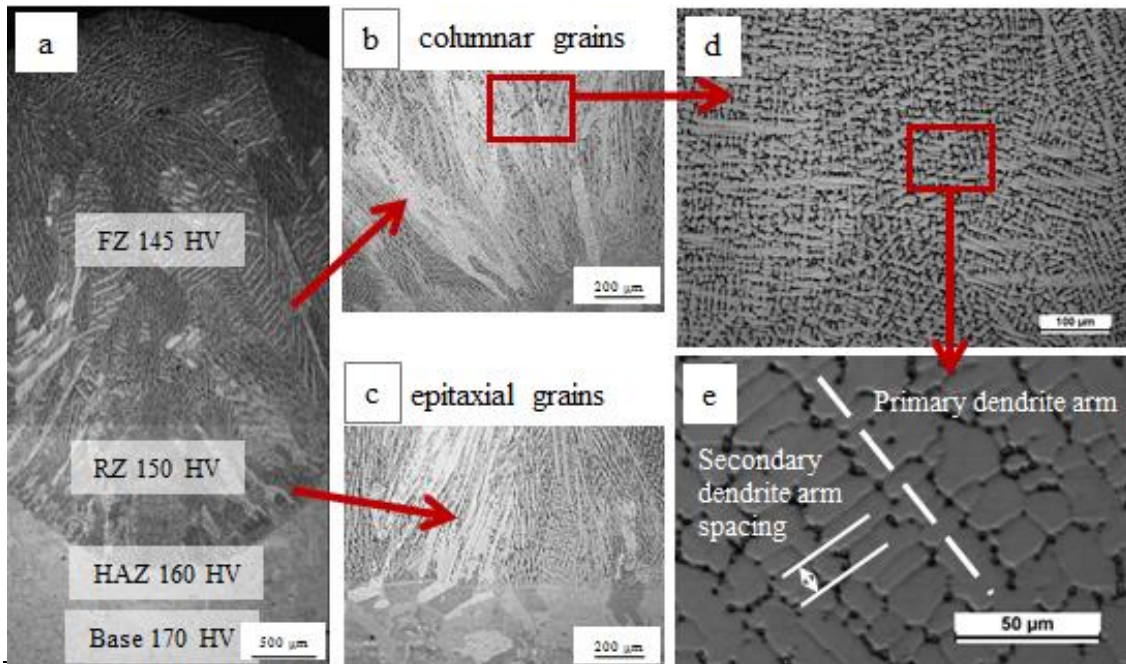 a
FZ 145 HV
RZ 150 HV
HAZ 160 HV
Base 170 HV
500 µm
b
columnar grains
200 µm
c
epitaxial grains
200 µm
d
100 µm
e
Primary dendrite arm
Secondary
dendrite arm
spacing
50 µm